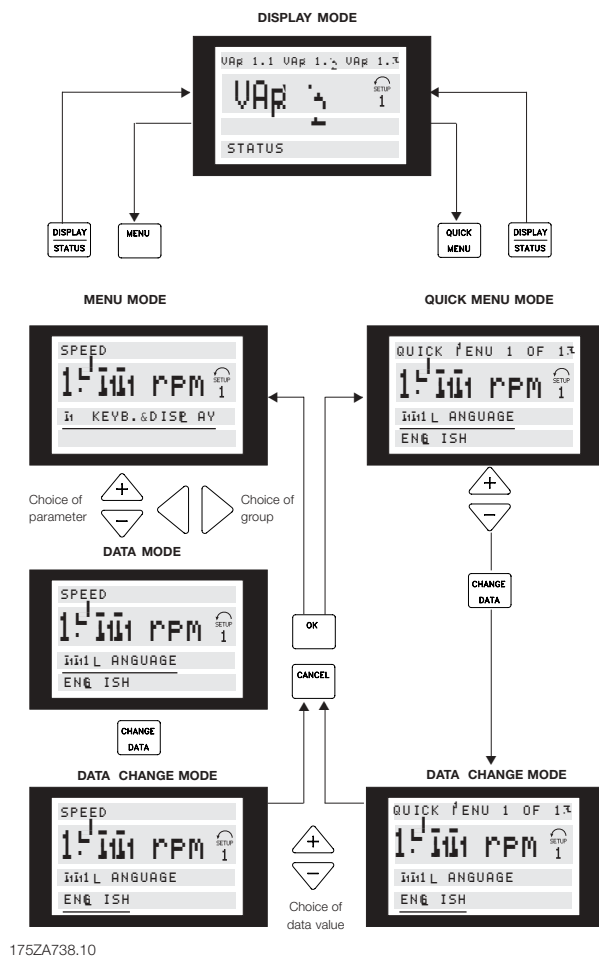 DISPLAY MODE
VAR 1.1 VAR 1.2 VAR 1.3
VAR
SETUP
1
STATUS
DISPLAY
STATUS
MENU
QUICK
MENU
DISPLAY
STATUS
MENU MODE
QUICK MENU MODE
SPEED
rpm
SETUP
1
KEYB.&DISPLAY
QUICK MENU 1 OF 13
rpm
SETUP
1
LANGUAGE
ENGLISH
Choice of
parameter
Choice of
group
DATA MODE
SPEED
rpm
SETUP
1
LANGUAGE
ENGLISH
OK
CANCEL
CHANGE
DATA
CHANGE
DATA
DATA CHANGE MODE
DATA CHANGE MODE
SPEED
rpm
SETUP
1
LANGUAGE
ENGLISH
Choice of
data value
QUICK MENU 1 OF 13
rpm
SETUP
1
LANGUAGE
ENGLISH
175ZA738.10